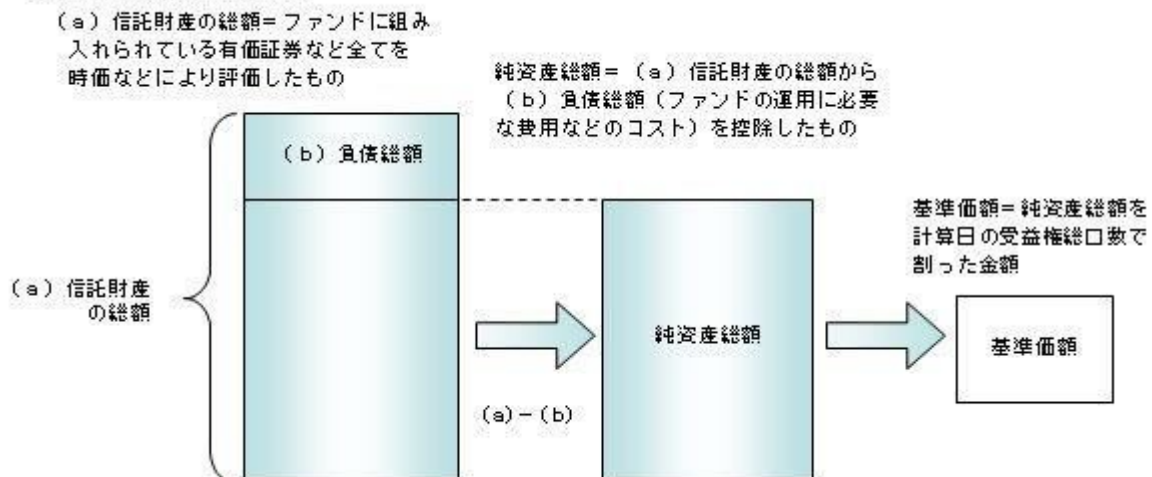 (a)信託財産の総額=ファンドに組み
入れられている有価証券など全てを
時価などにより評価したもの
純資産総額=(a)信託財産の総額から
(b)負債総額(ファンドの運用に必要
な費用などのコスト)を控除したもの
(b)負債総額
基準価額=純資産総額を
計算日の受益権総口数で
割った金額
(a)信託財産
の総額
純資産総額
基準価額
(a)-(b)